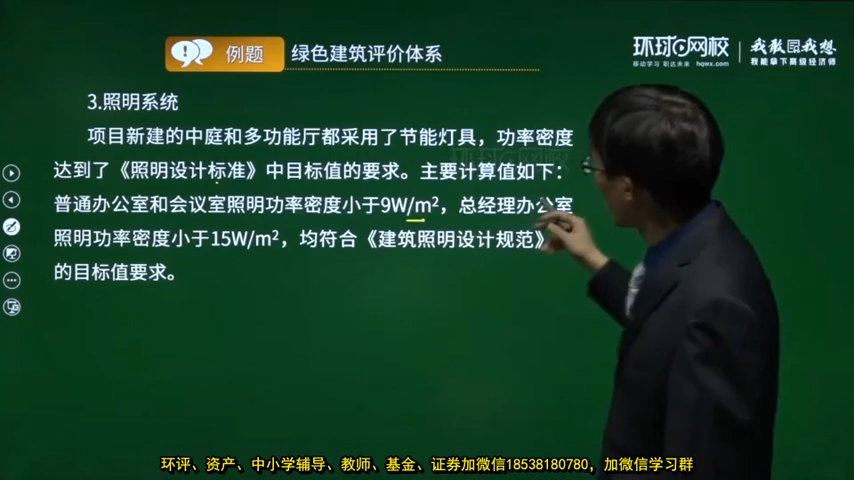 例题 绿色建筑评价体系
环球网校
移动学习 职达未来 hqwx.com
我敢我想
我能拿下高级经济师
3.照明系统
项目新建的中庭和多功能厅都采用了节能灯具，功率密度
达到了《照明设计标准》中目标值的要求。主要计算值如下：
普通办公室和会议室照明功率密度小于9W/m²，总经理办公室
照明功率密度小于15W/m²，均符合《建筑照明设计规范》
的目标值要求。
环评、资产、中小学辅导、教师、基金、证券加微信18538180780，加微信学习群